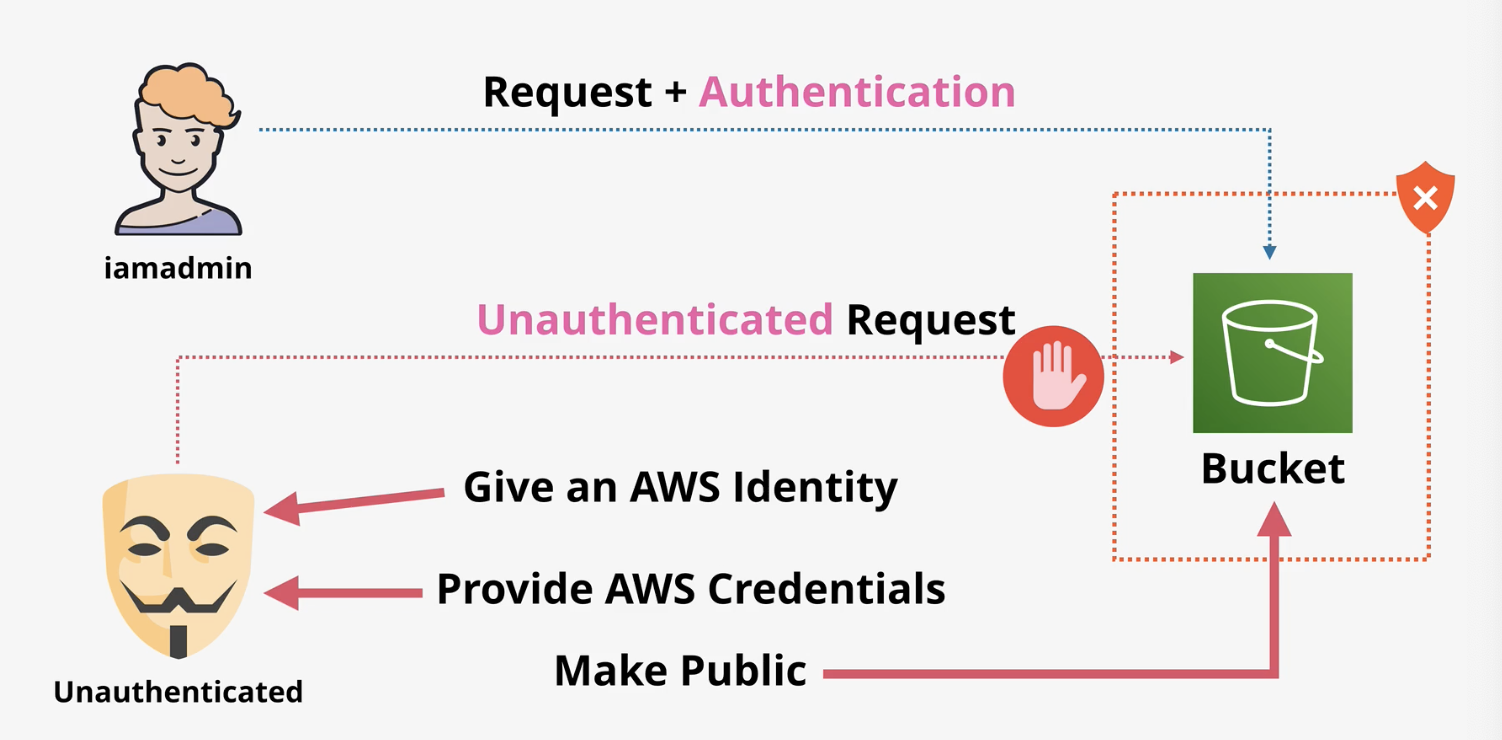 Request + Authentication
iamadmin
Unauthenticated Request
Give an AWS Identity
Bucket
Provide AWS Credentials
Make Public
Unauthenticated